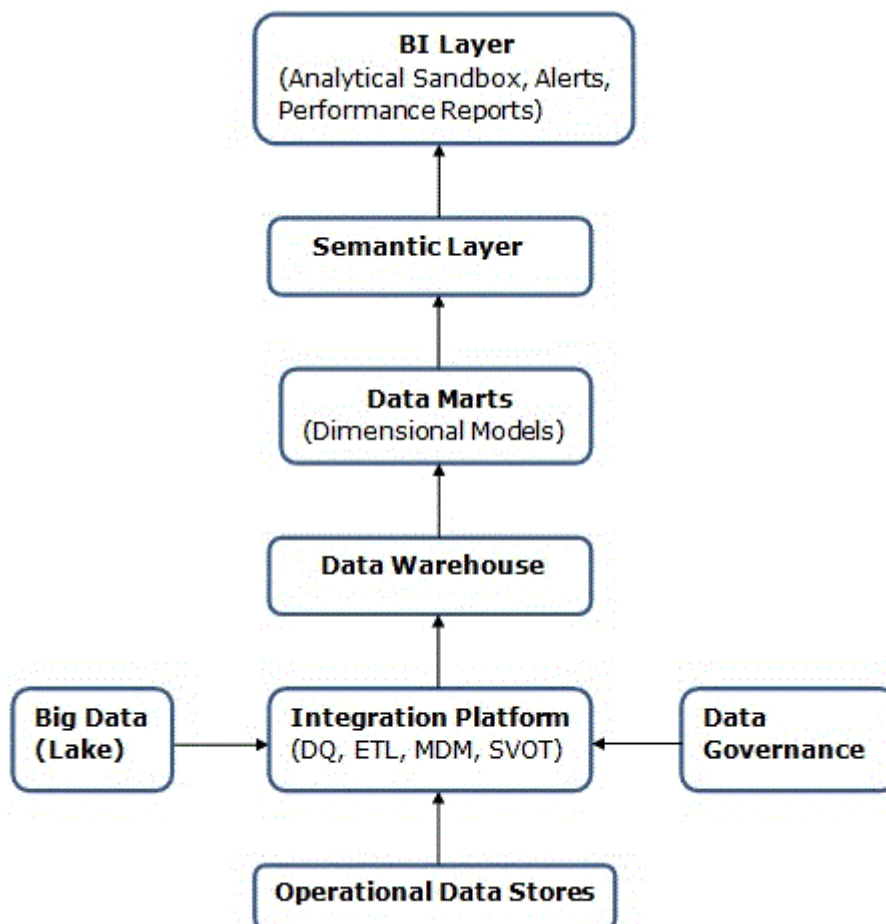 BI Layer
(Analytical Sandbox, Alerts,
Performance Reports)
Semantic Layer
Data Marts
(Dimensional Models)
Data Warehouse
Big Data
(Lake)
Integration Platform
(DQ, ETL, MDM, SVOT)
Data
Governance
Operational Data Stores